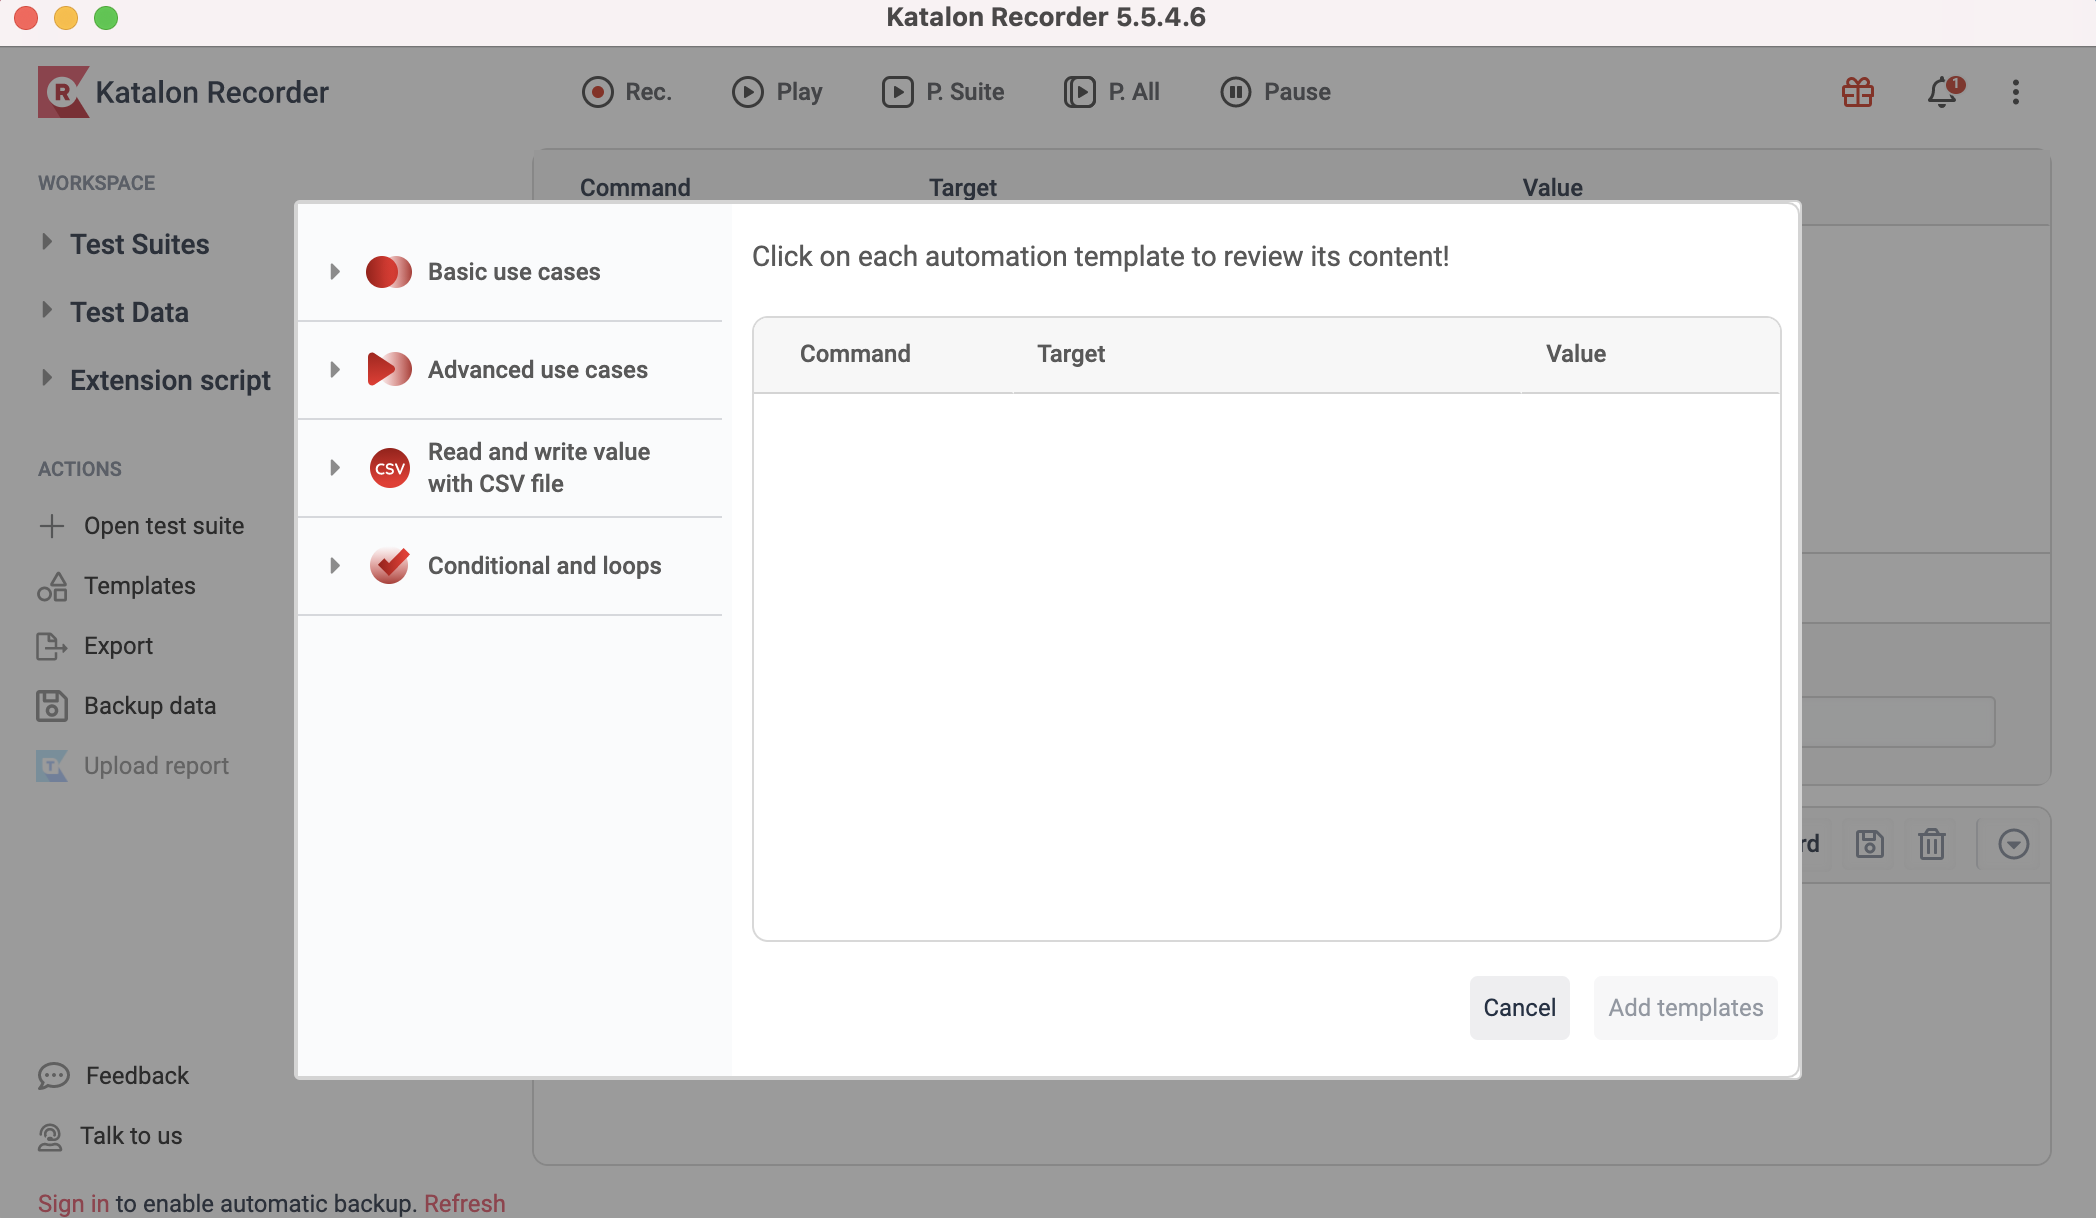 Katalon Recorder 5.5.4.6
R Katalon Recorder
Rec.
Play
P. Suite
P. All
Pause
1
WORKSPACE
Test Suites
Test Data
Extension script
ACTIONS
Open test suite
Templates
Export
Backup data
T Upload report
Feedback
Talk to us
Sign in to enable automatic backup. Refresh
Command Target Value
Basic use cases
Advanced use cases
CSV
Read and write value
with CSV file
Conditional and loops
Click on each automation template to review its content!
Command Target Value
Cancel
Add templates
rd